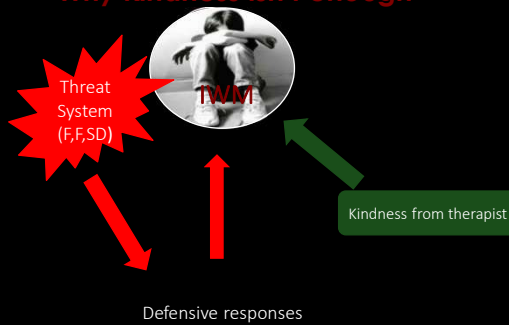 Threat
System
(F,F,SD)
IWM
Kindness from therapist
Defensive responses